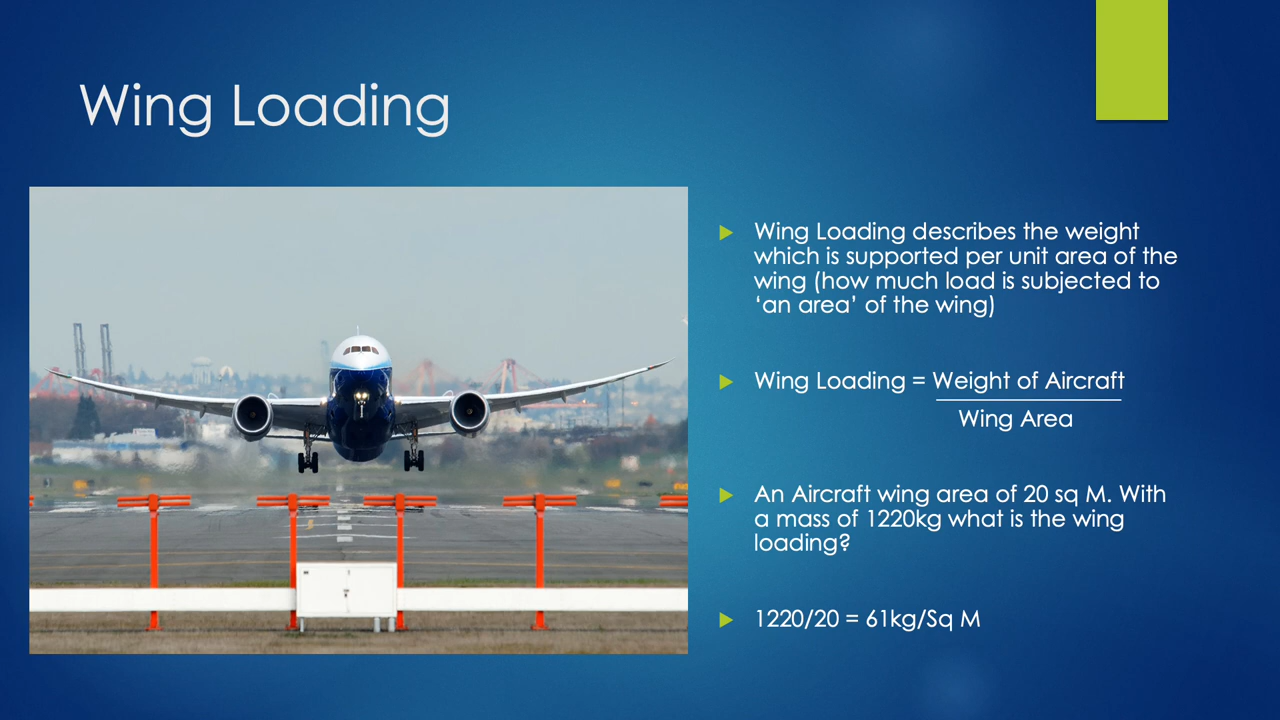 Wing Loading
Wing Loading describes the weight
which is supported per unit area of the
wing (how much load is subjected to
‘an area’ of the wing)
Wing Loading = Weight of Aircraft
Wing Area
An Aircraft wing area of 20 sq M. With
a mass of 1220kg what is the wing
loading?
1220/20 = 61kg/Sq M